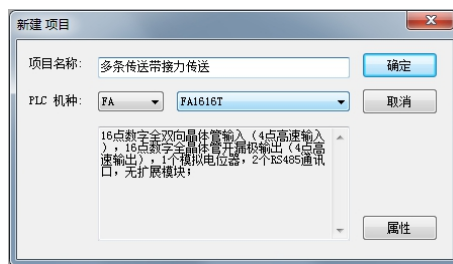 新建 项目
项目名称:
多条传送带接力传送
确定
PLC 机种:
FA
FA1616T
取消
16点数字全双向晶体管输入（4点高速输入
），16点数字全晶体管开漏极输出（4点高
速输出），1个模拟电位器，2个RS485通讯
口，无扩展模块；
属性